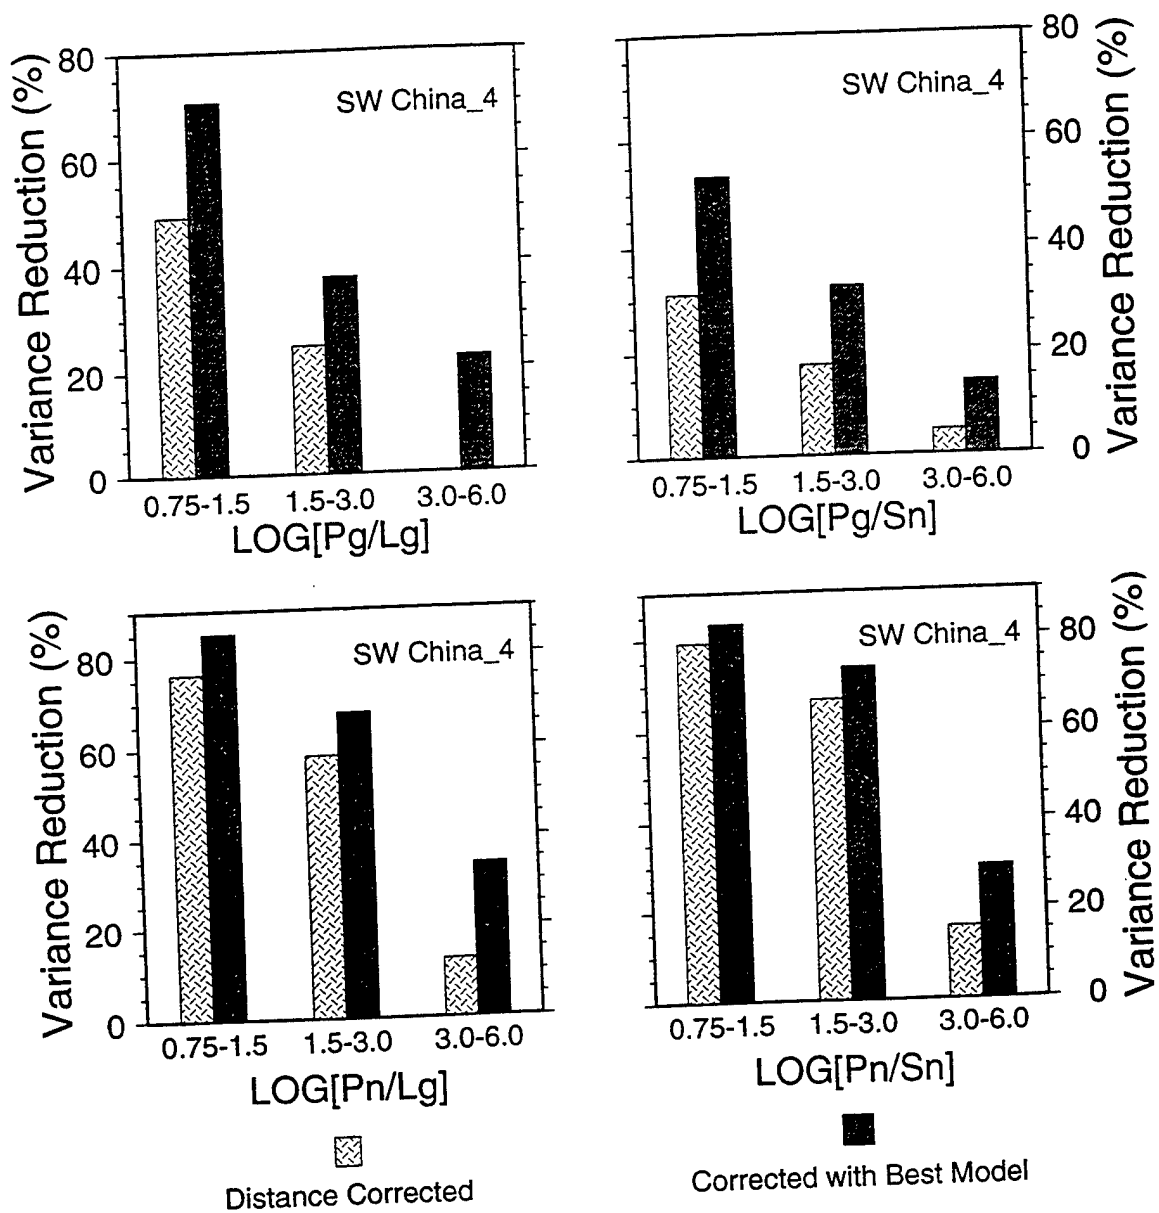 Variance Reduction (%)
80
60
40
20
0
SW China_4
0.75-1.5 1.5-3.0 3.0-6.0
LOG[Pg/Lg]
SW China_4
80
60
40
20
0
Variance Reduction (%)
0.75-1.5 1.5-3.0 3.0-6.0
LOG[Pg/Sn]
Variance Reduction (%)
80
60
40
20
0
SW China_4
0.75-1.5 1.5-3.0 3.0-6.0
LOG[Pn/Lg]
SW China_4
80
60
40
20
0
Variance Reduction (%)
0.75-1.5 1.5-3.0 3.0-6.0
LOG[Pn/Sn]
Distance Corrected
Corrected with Best Model